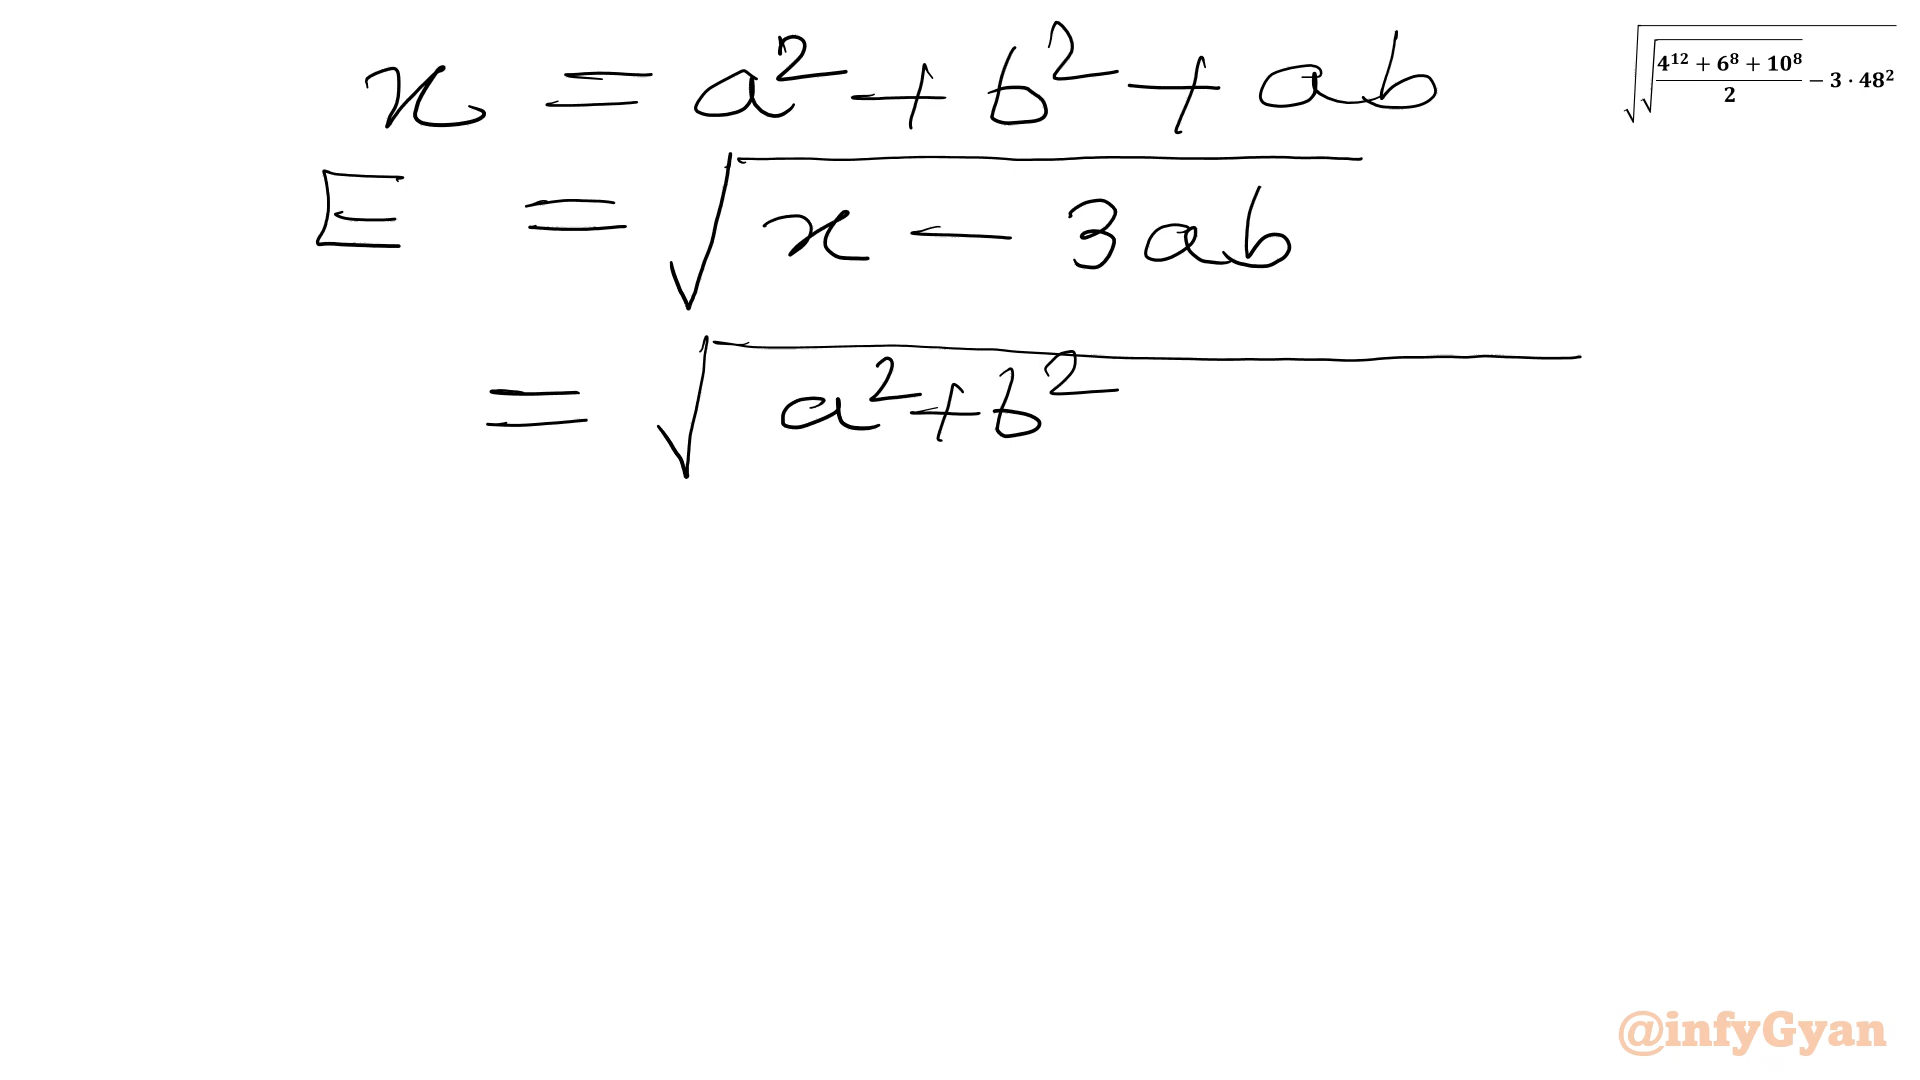 x = a² + b² + ab
√(√((4¹² + 6⁸ + 10⁸)/2) − 3 · 48²)
E = √(x − 3ab)
= √(a² + b²
@infyGyan